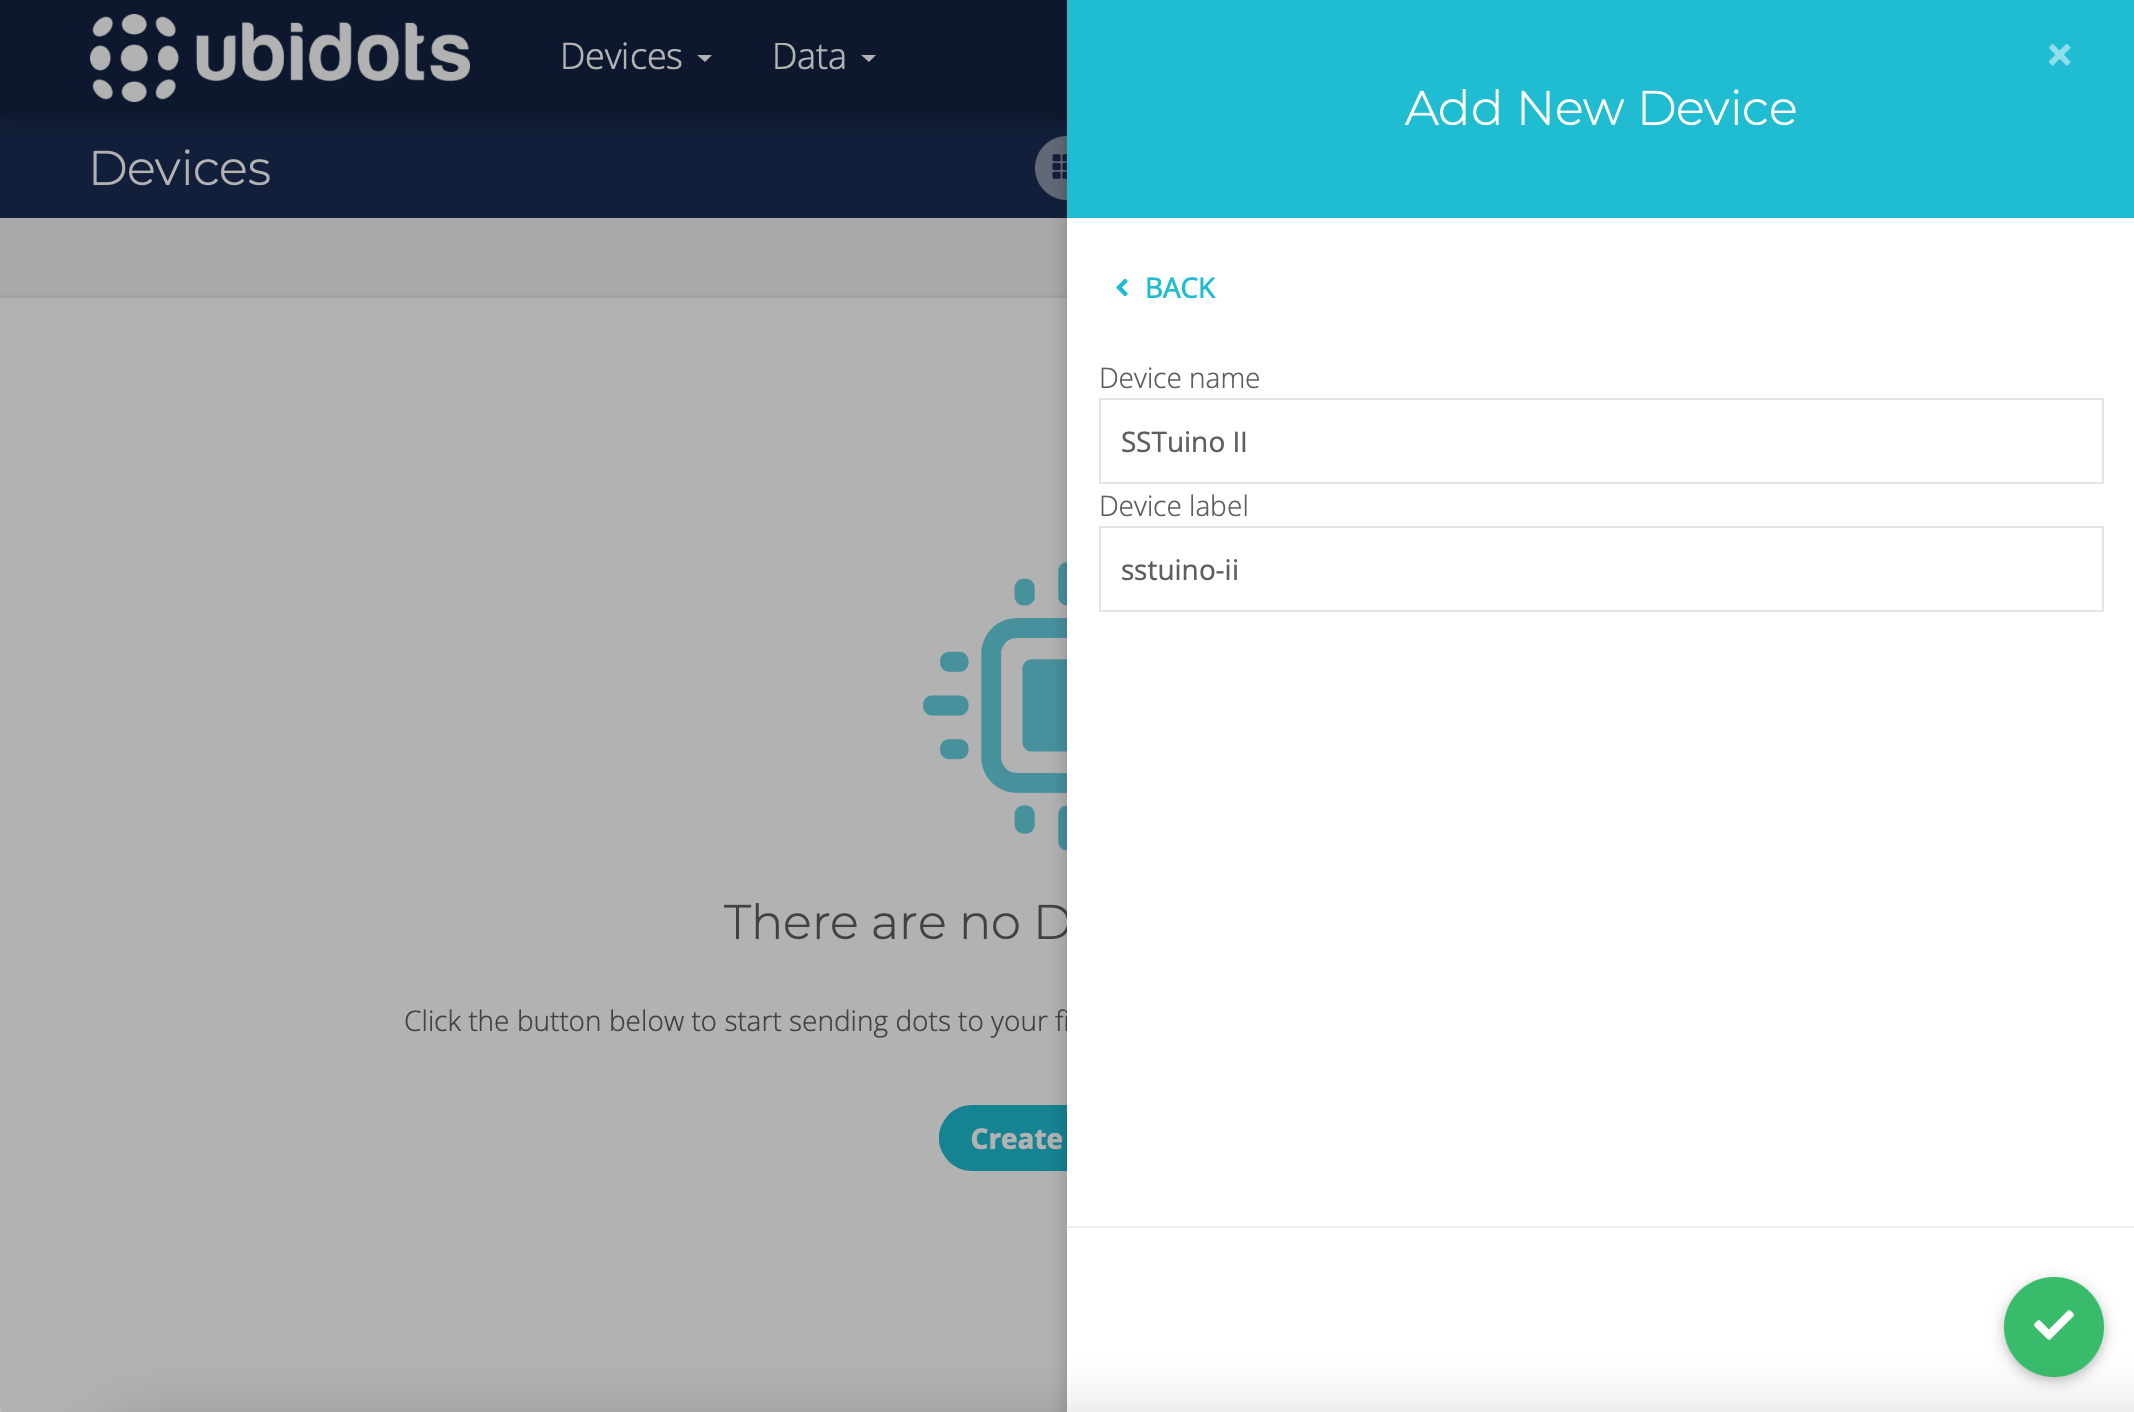 ubidots
Devices
Data
Devices
Add New Device
BACK
Device name
SSTuino II
Device label
sstuino-ii
There are no
Click the button below to start sending dots to your
Create